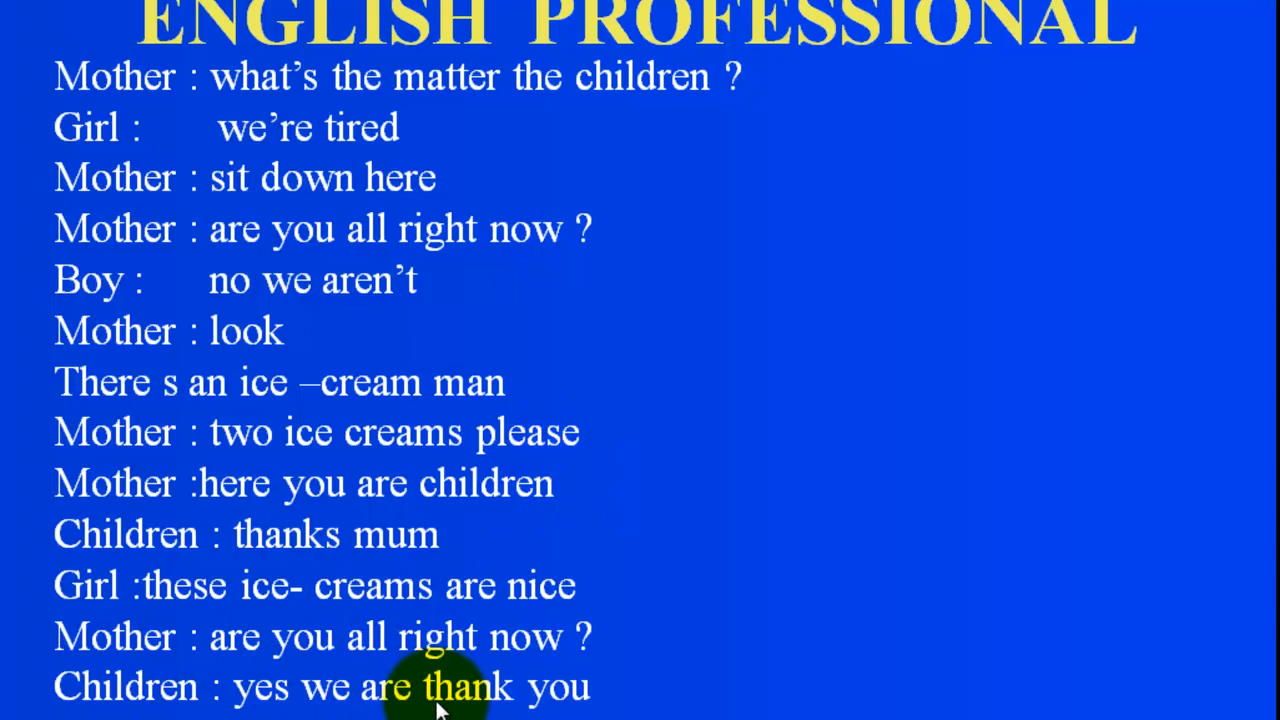 ENGLISH PROFESSIONAL
Mother : what's the matter the children ?
Girl : we're tired
Mother : sit down here
Mother : are you all right now ?
Boy : no we aren't
Mother : look
There s an ice –cream man
Mother : two ice creams please
Mother :here you are children
Children : thanks mum
Girl :these ice- creams are nice
Mother : are you all right now ?
Children : yes we are thank you